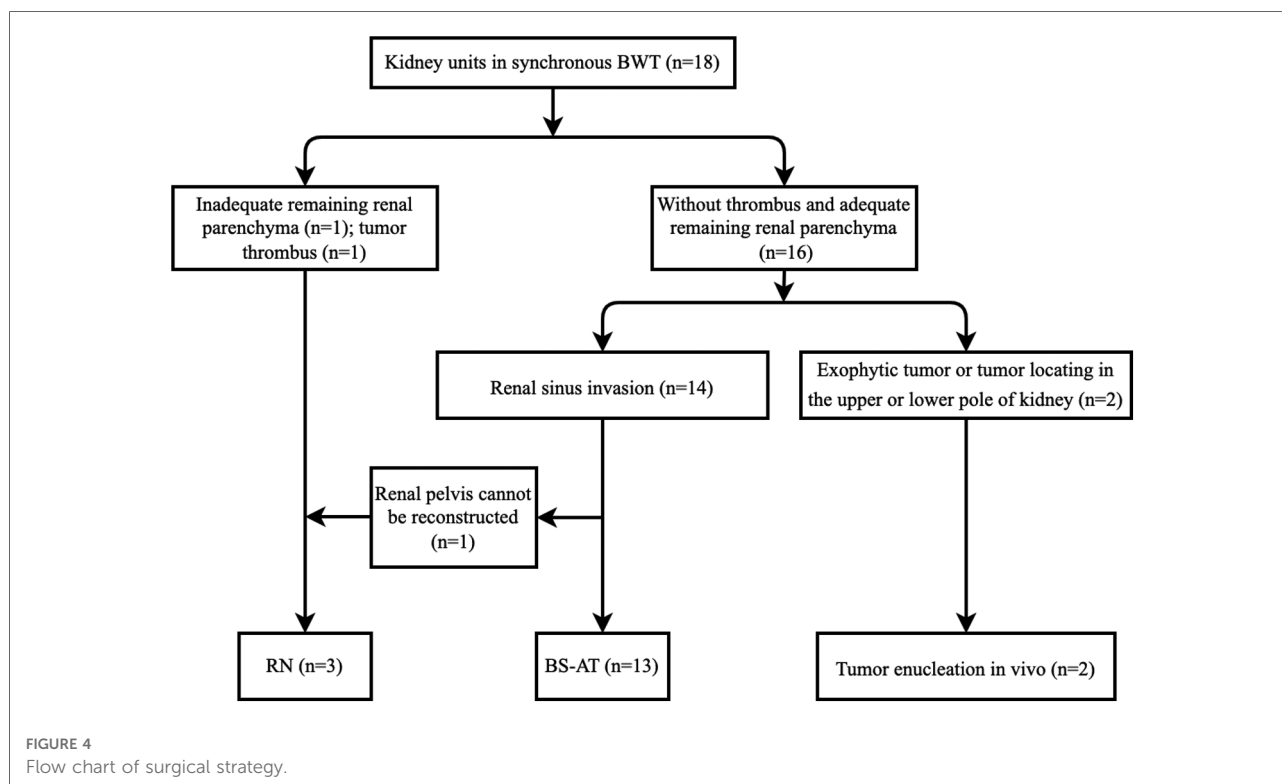 Kidney units in synchronous BWT (n=18)
Inadequate remaining renal
parenchyma (n=1); tumor
thrombus (n=1)
Without thrombus and adequate
remaining renal parenchyma
(n=16)
Renal sinus invasion (n=14)
Exophytic tumor or tumor locating in
the upper or lower pole of kidney (n=2)
Renal pelvis cannot
be reconstructed
(n=1)
RN (n=3)
BS-AT (n=13)
Tumor enucleation in vivo (n=2)
FIGURE 4
Flow chart of surgical strategy.